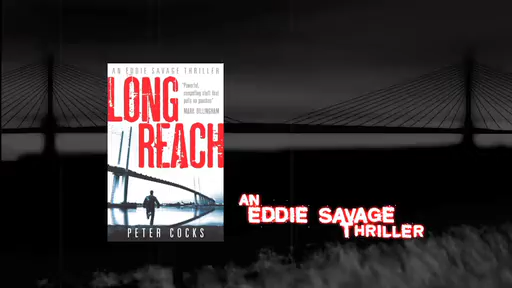 AN EDDIE SAVAGE THRILLER
LONG
REACH
"Powerful,
compelling stuff that
pulls no punches"
MARK BILLINGHAM
PETER COCKS
AN
EDDIE SAVAGE
THRILLER